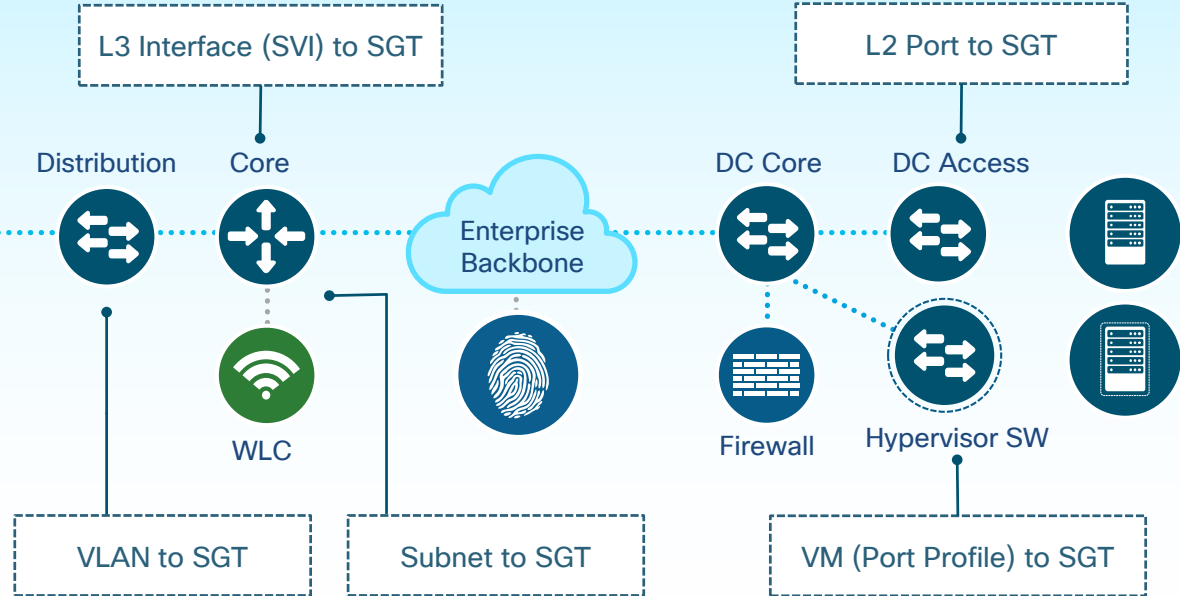 L3 Interface (SVI) to SGT
L2 Port to SGT
Distribution
Core
DC Core
DC Access
Enterprise
Backbone
WLC
Firewall
Hypervisor SW
VLAN to SGT
Subnet to SGT
VM (Port Profile) to SGT